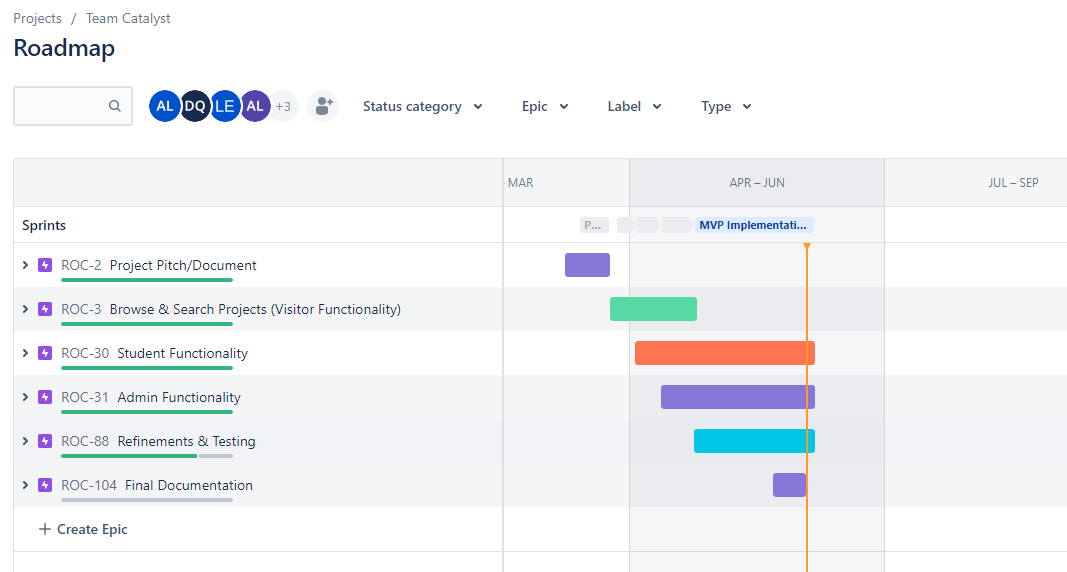 Projects / Team Catalyst
Roadmap
AL DQ LE AL +3 Status category Epic Label Type
MAR APR – JUN JUL – SEP
Sprints P... MVP Implementati...
ROC-2 Project Pitch/Document
ROC-3 Browse & Search Projects (Visitor Functionality)
ROC-30 Student Functionality
ROC-31 Admin Functionality
ROC-88 Refinements & Testing
ROC-104 Final Documentation
+ Create Epic